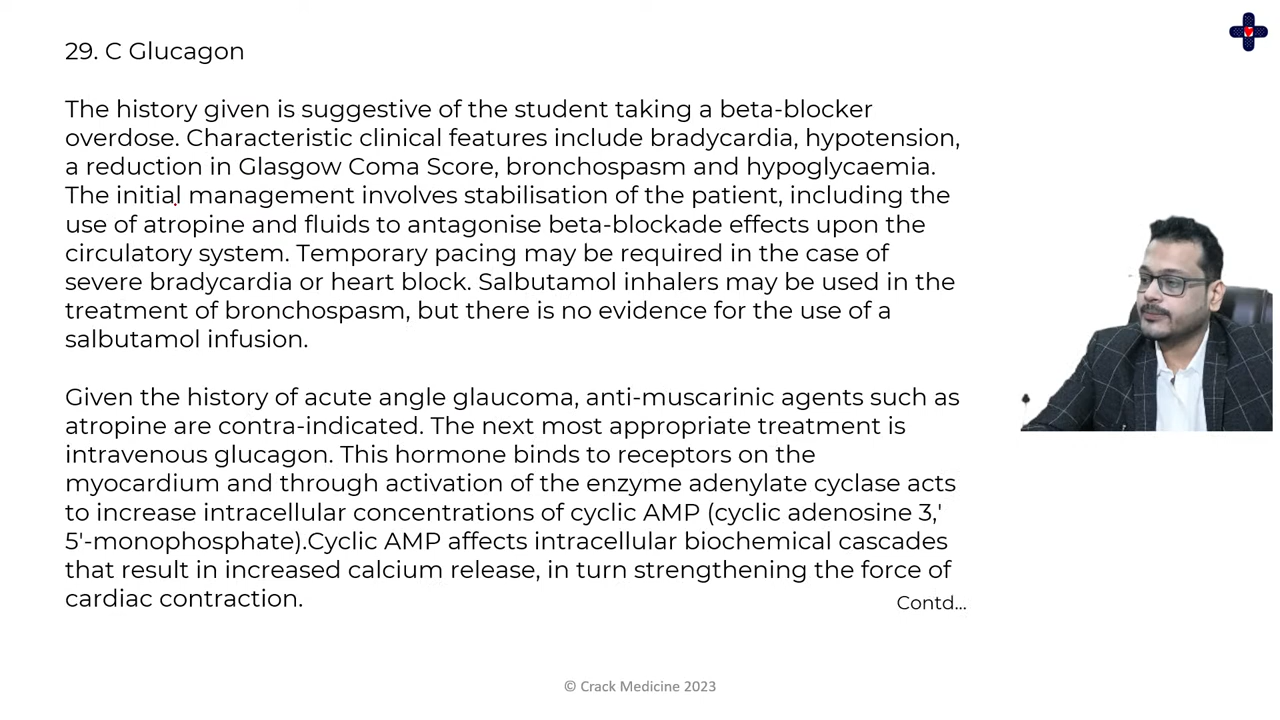 29. C Glucagon
The history given is suggestive of the student taking a beta-blocker
overdose. Characteristic clinical features include bradycardia, hypotension,
a reduction in Glasgow Coma Score, bronchospasm and hypoglycaemia.
The initial management involves stabilisation of the patient, including the
use of atropine and fluids to antagonise beta-blockade effects upon the
circulatory system. Temporary pacing may be required in the case of
severe bradycardia or heart block. Salbutamol inhalers may be used in the
treatment of bronchospasm, but there is no evidence for the use of a
salbutamol infusion.
Given the history of acute angle glaucoma, anti-muscarinic agents such as
atropine are contra-indicated. The next most appropriate treatment is
intravenous glucagon. This hormone binds to receptors on the
myocardium and through activation of the enzyme adenylate cyclase acts
to increase intracellular concentrations of cyclic AMP (cyclic adenosine 3,'
5'-monophosphate).Cyclic AMP affects intracellular biochemical cascades
that result in increased calcium release, in turn strengthening the force of
cardiac contraction.
Contd...
© Crack Medicine 2023